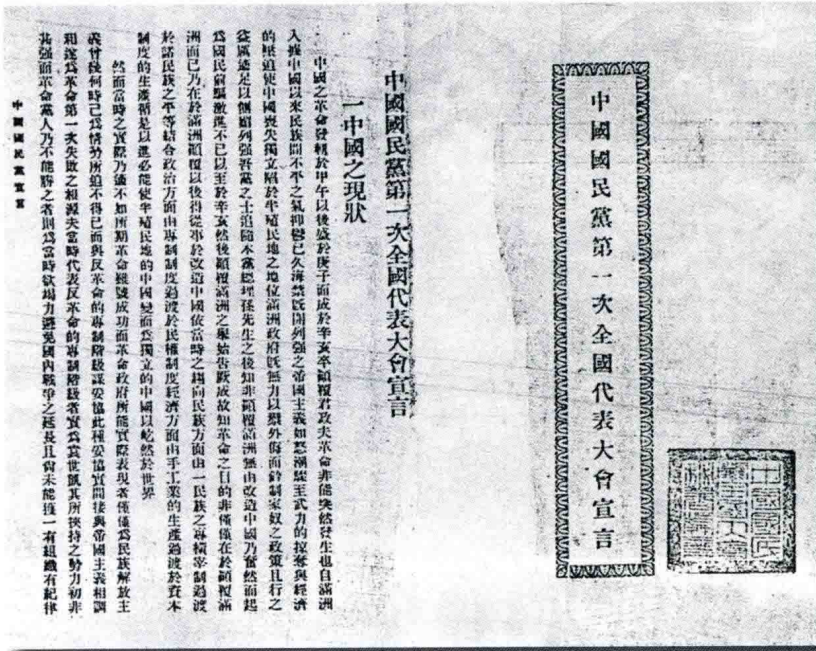 中國國民黨第一次全國代表大會宣言
中國國民黨第一次全國代表大會宣言
一中國之現狀
中國之革命發軔於甲午以後盛於庚子而成於辛亥卒顛覆君政夫革命非能突然發生也自滿洲
入據中國以來民族間不平之氣抑鬱已久海禁既開列强之帝國主義如怒潮驟至武力的掠奪與經濟
的壓迫使中國喪失獨立陷於半殖民地之地位滿洲政府既無力以禦外侮而鈐制家奴之政策且行之
益厲適足以側媚列强吾黨之士追隨本黨總理孫先生之後知非顛覆滿洲無由改造中國乃奮然而起
爲國民前驅激進不已以至於辛亥然後顛覆滿洲之舉始告厥成故知革命之目的非僅僅在於顛覆滿
洲而已乃在於滿洲顛覆以後得從事於改造中國依當時之趨向民族方面由一民族之專橫宰制過渡
於諸民族之平等結合政治方面由專制制度過渡於民權制度經濟方面由手工業的生產過渡於資本
制度的生產循是以進必能使半殖民地的中國變而爲獨立的中國以屹然於世界
然而當時之實際乃適不如所期革命雖號成功而革命政府所能實際表現者僅僅爲民族解放主
義曾幾何時已爲情勢所迫不得已而與反革命的專制階級謀妥協此種妥協實間接與帝國主義相調
和遂爲革命第一次失敗之根源夫當時代表反革命的專制階級者實爲袁世凱其所挾持之勢力初非
甚强而革命黨人乃不能勝之者則爲當時欲竭力避免國內戰爭之延長且尙未能獲一有組織有紀律
中國國民黨宣言